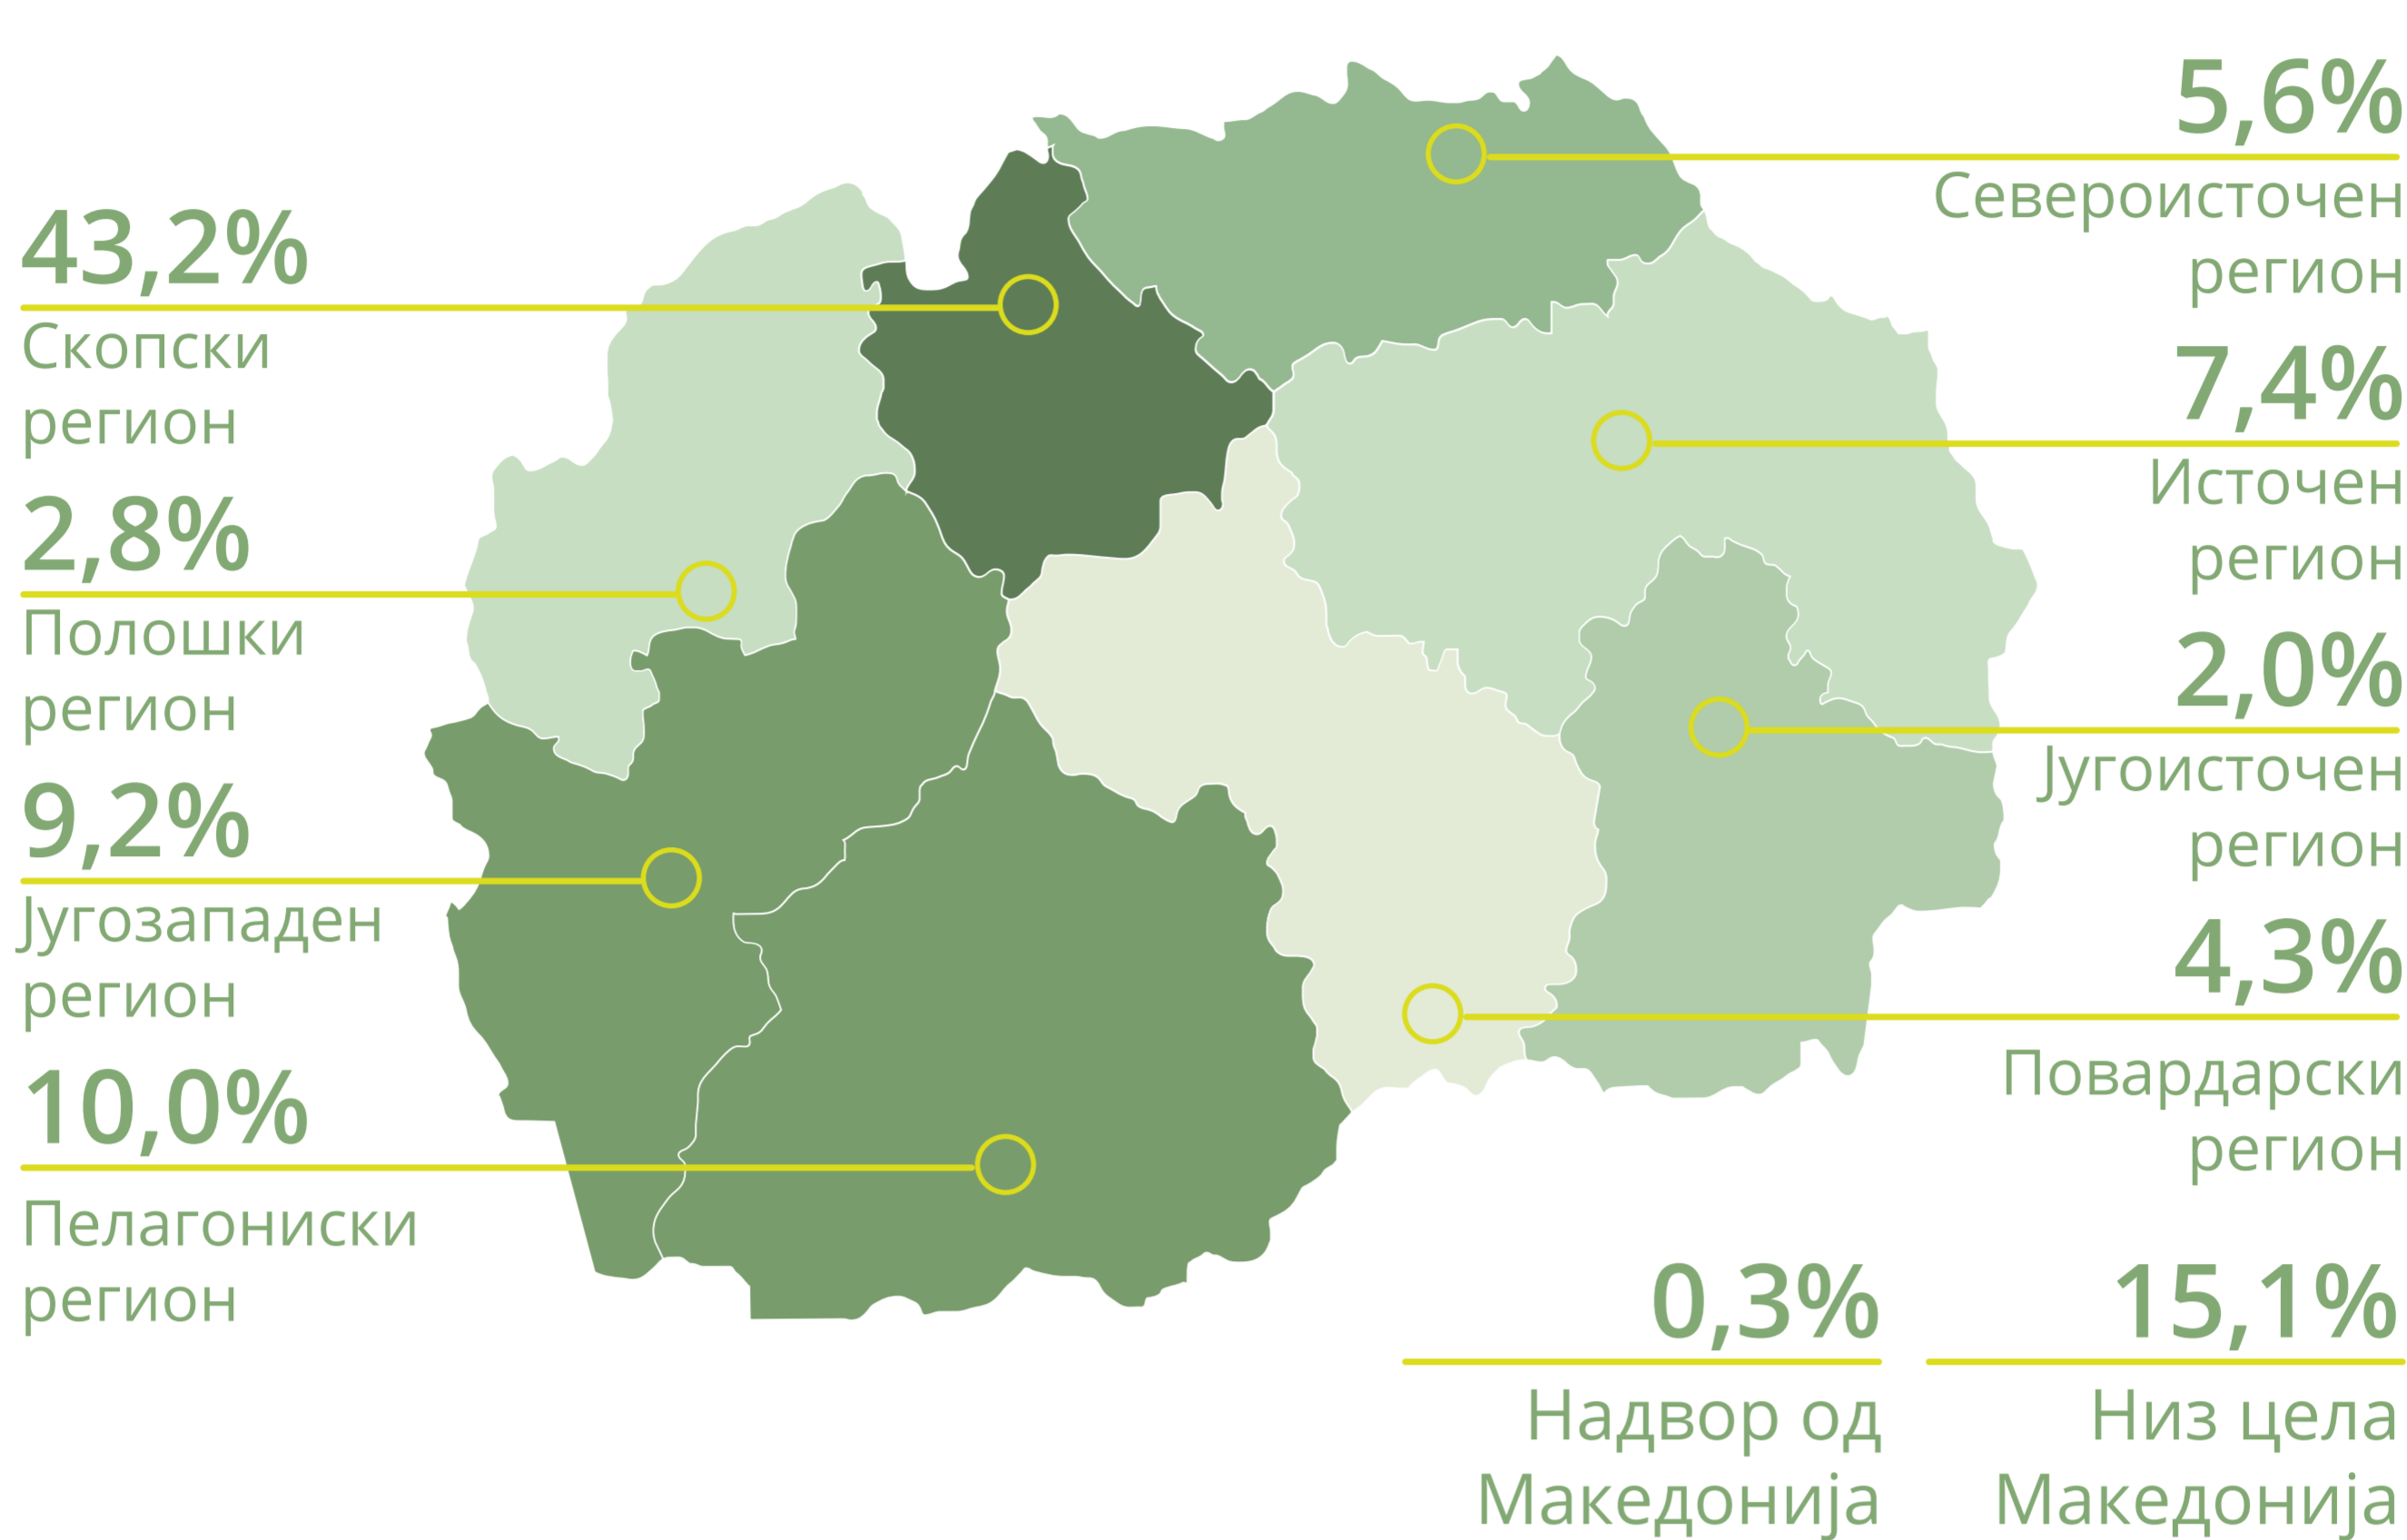 43,2%
Скопски
регион
2,8%
Полошки
регион
9,2%
Југозападен
регион
10,0%
Пелагониски
регион
5,6%
Североисточен
регион
7,4%
Источен
регион
2,0%
Југоисточен
регион
4,3%
Повардарски
регион
0,3%
Надвор од
Македонија
15,1%
Низ цела
Македонија